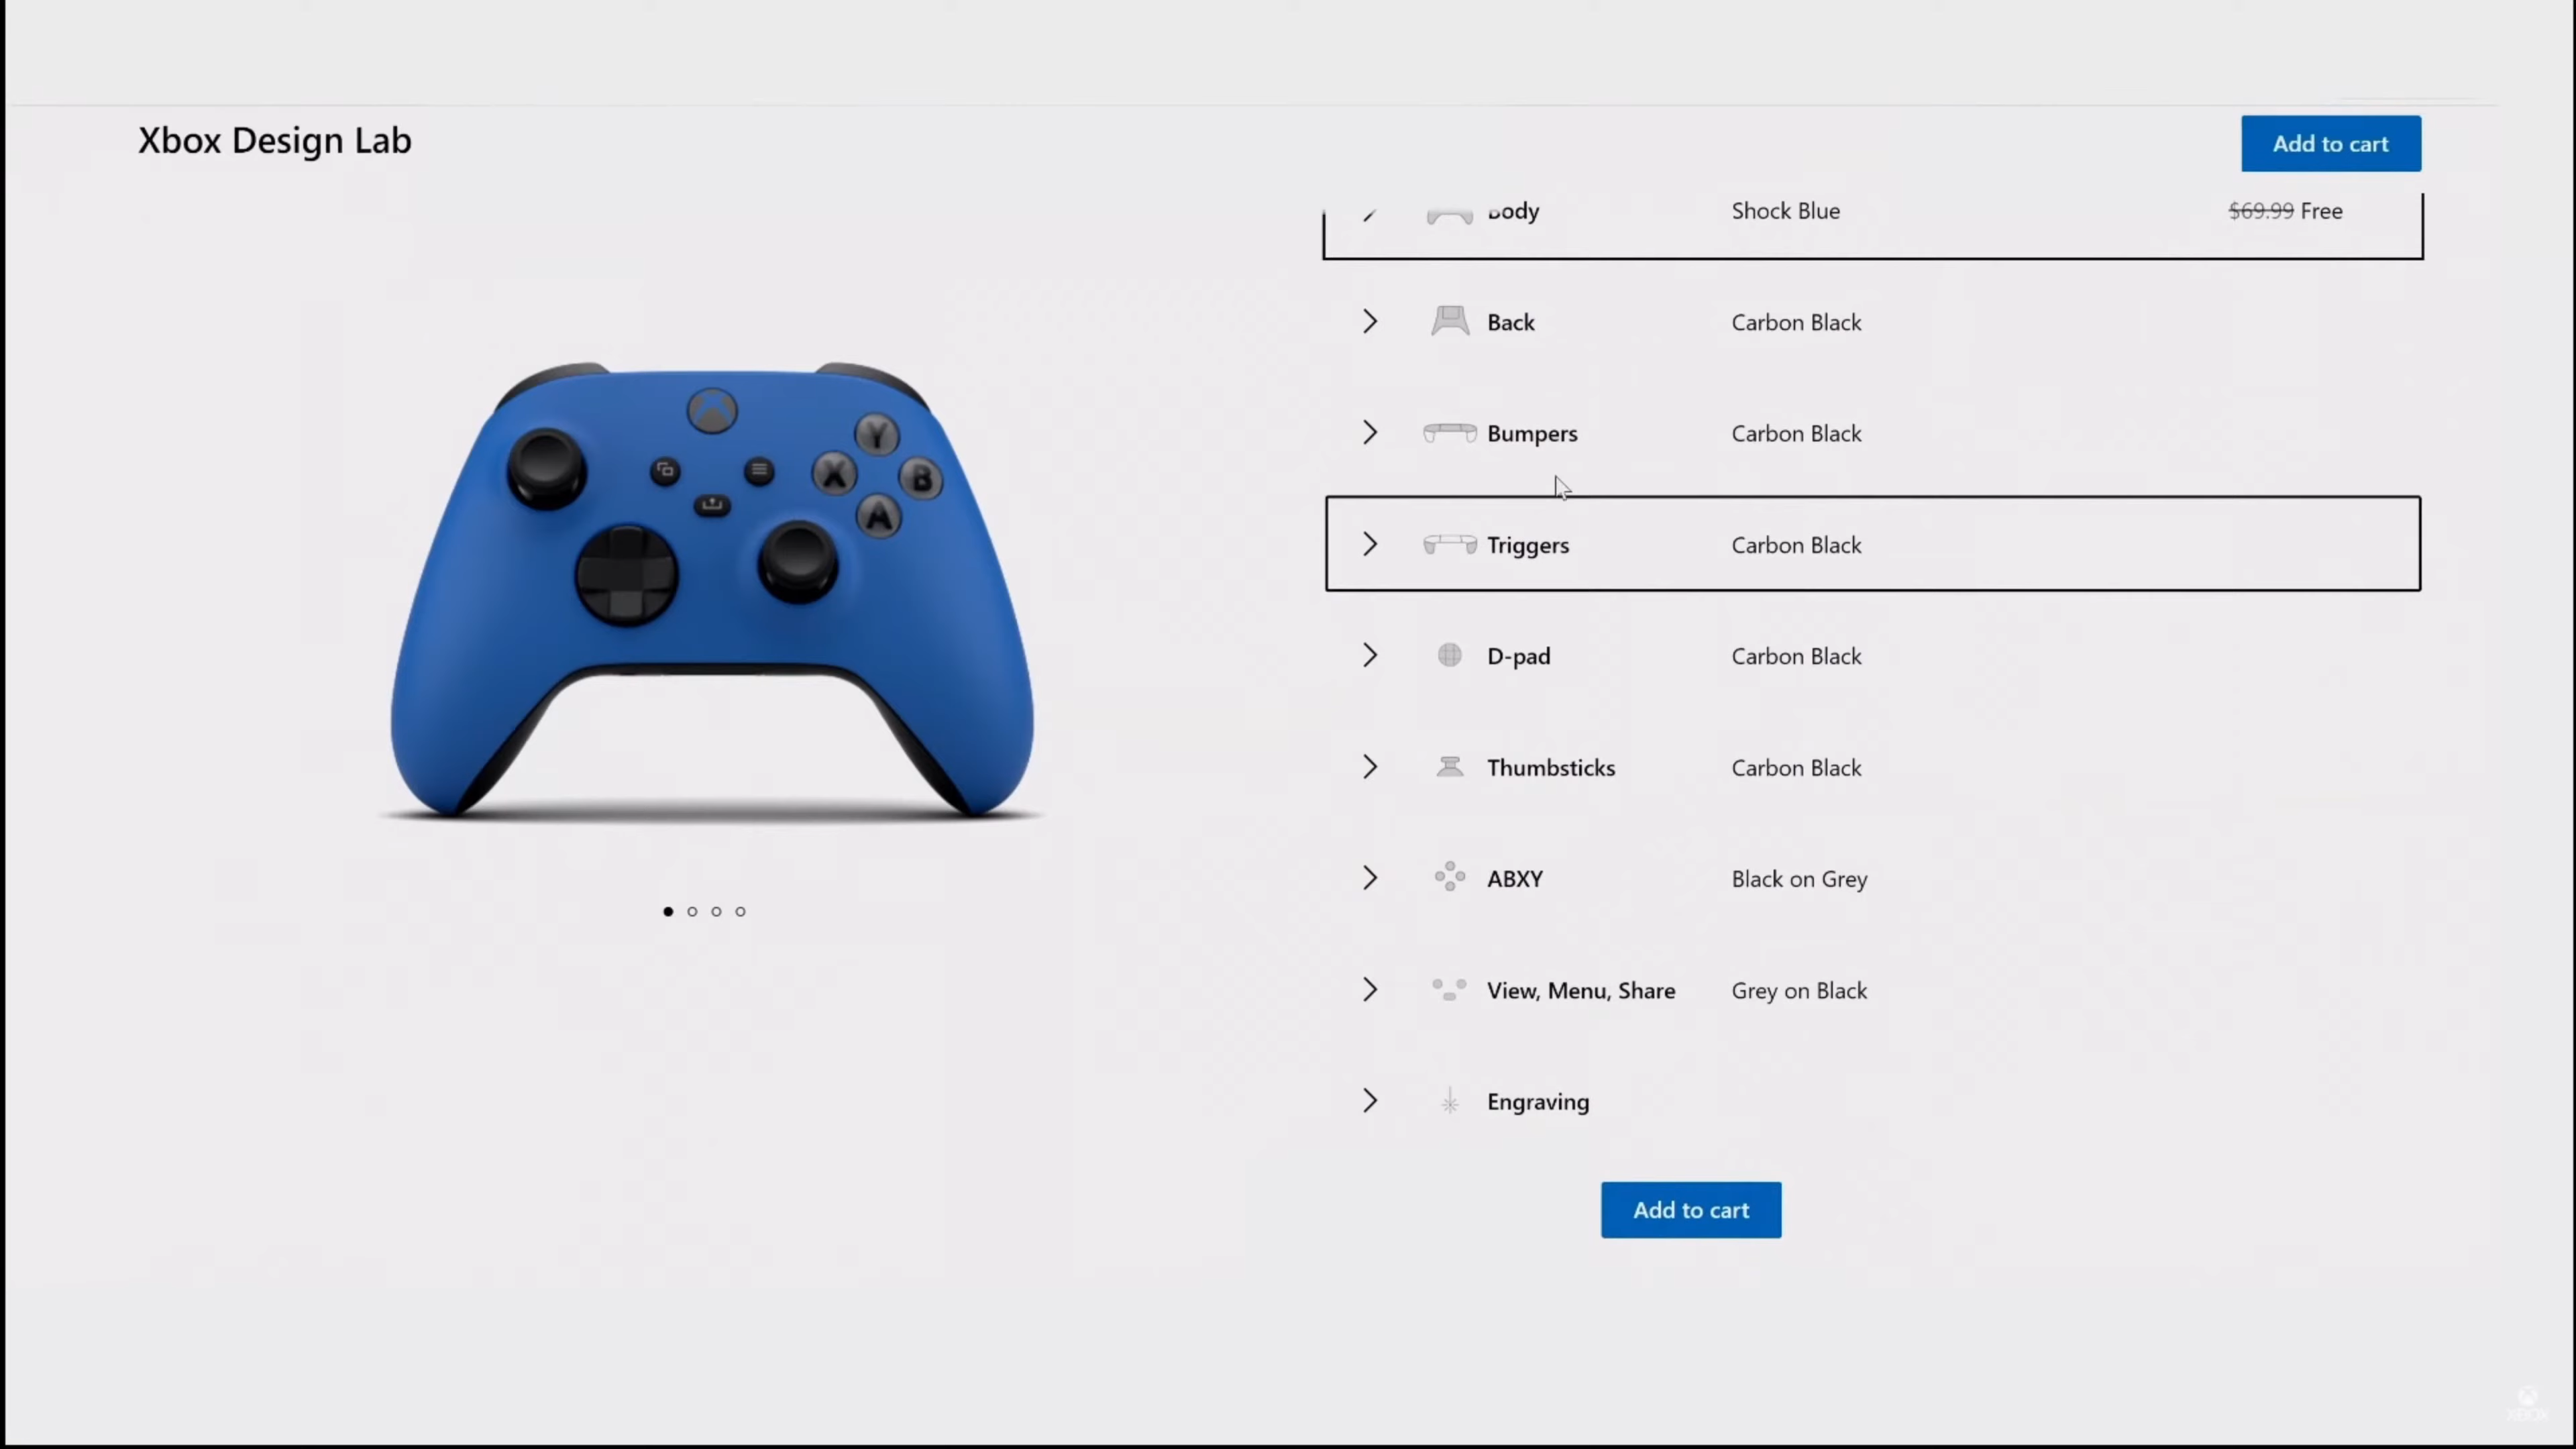 Xbox Design Lab
Add to cart
Body Shock Blue $69.99 Free
Back Carbon Black
Bumpers Carbon Black
Triggers Carbon Black
D-pad Carbon Black
Thumbsticks Carbon Black
ABXY Black on Grey
View, Menu, Share Grey on Black
Engraving
Add to cart
Y
X
B
A
XBOX